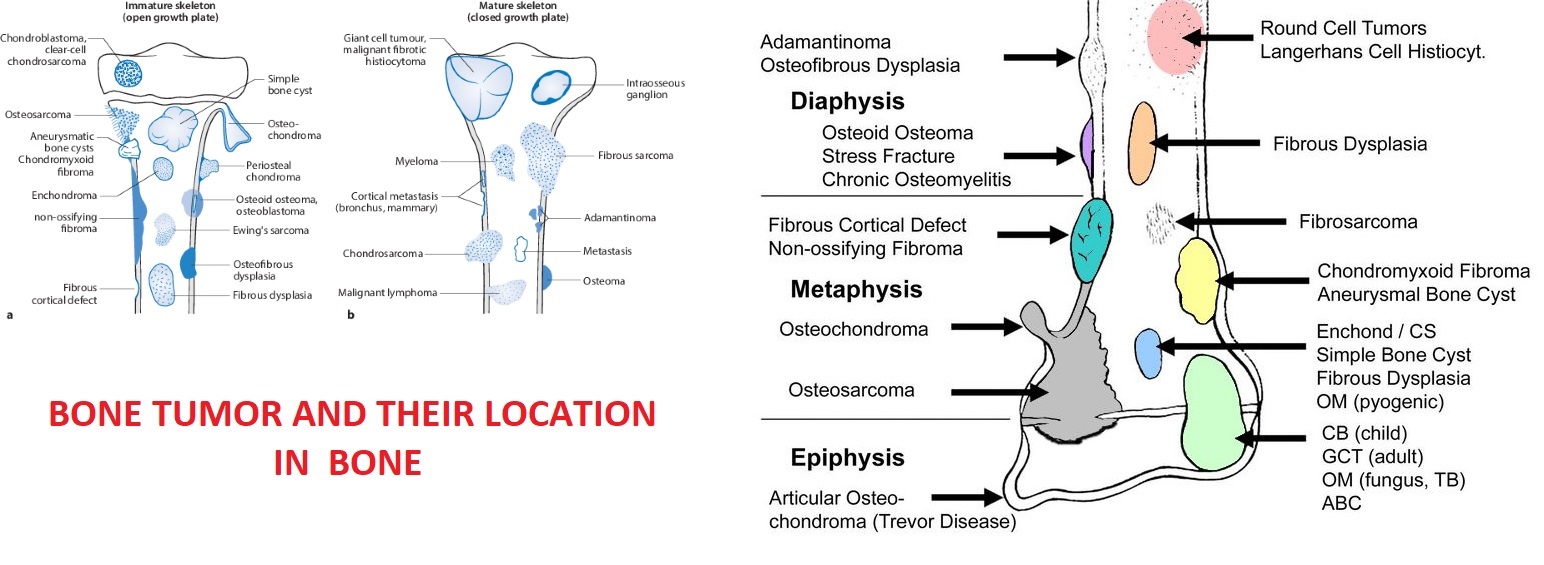 Immature skeleton
(open growth plate)
Chondroblastoma,
clear-cell
chondrosarcoma
Simple
bone cyst
Osteosarcoma
Osteo-
chondroma
Aneurysmatic
bone cysts
Chondromyxoid
fibroma
Periosteal
chondroma
Enchondroma
Osteoid osteoma,
osteoblastoma
non-ossifying
fibroma
Ewing's sarcoma
Osteofibrous
dysplasia
Fibrous
cortical defect
Fibrous dysplasia
a
Mature skeleton
(closed growth plate)
Giant cell tumour,
malignant fibrotic
histiocytoma
Intraosseous
ganglion
Myeloma
Fibrous sarcoma
Cortical metastasis
(bronchus, mammary)
Adamantinoma
Chondrosarcoma
Metastasis
Osteoma
Malignant lymphoma
b
BONE TUMOR AND THEIR LOCATION
IN BONE
Adamantinoma
Osteofibrous Dysplasia
Diaphysis
Osteoid Osteoma
Stress Fracture
Chronic Osteomyelitis
Fibrous Cortical Defect
Non-ossifying Fibroma
Metaphysis
Osteochondroma
Osteosarcoma
Epiphysis
Articular Osteo-
chondroma (Trevor Disease)
Round Cell Tumors
Langerhans Cell Histiocyt.
Fibrous Dysplasia
Fibrosarcoma
Chondromyxoid Fibroma
Aneurysmal Bone Cyst
Enchond / CS
Simple Bone Cyst
Fibrous Dysplasia
OM (pyogenic)
CB (child)
GCT (adult)
OM (fungus, TB)
ABC